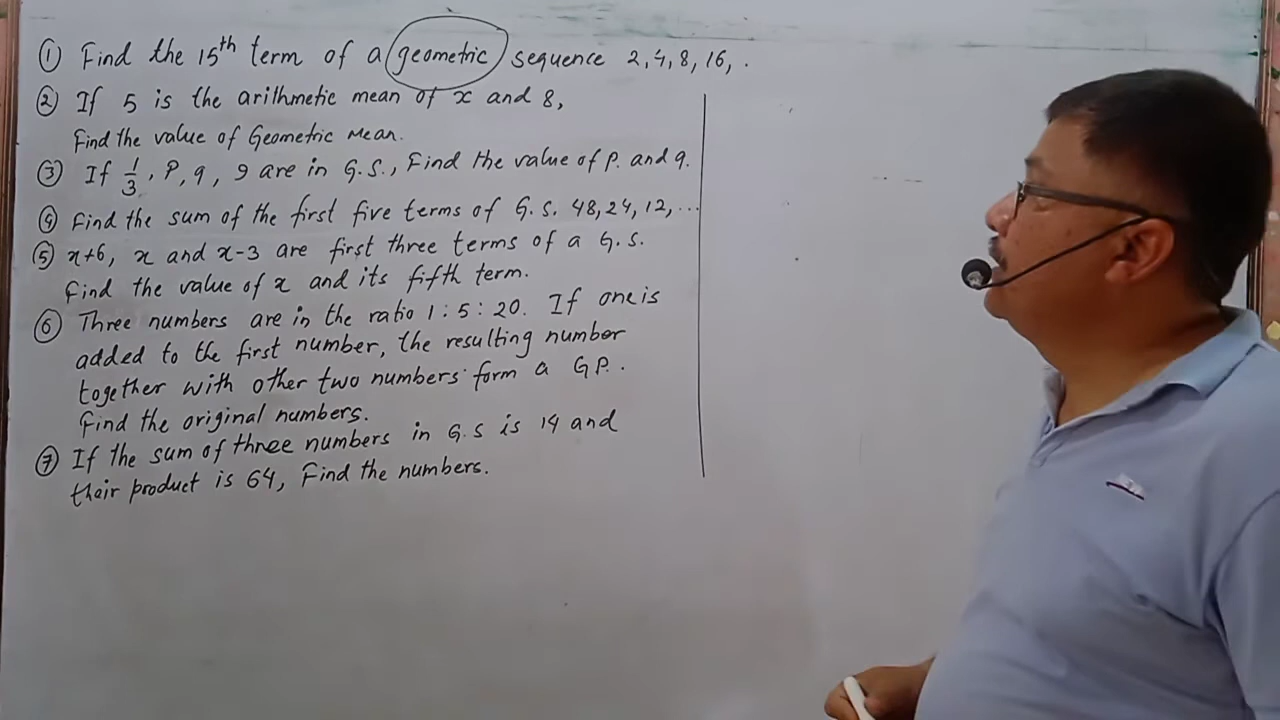 ① Find the 15th term of a geometric sequence 2,4,8,16, .
② If 5 is the arithmetic mean of x and 8,
Find the value of Geometric Mean.
③ If 1/3, P, q, 9 are in G.S., Find the value of P. and q.
④ Find the sum of the first five terms of G.S. 48,24,12,...
⑤ x+6, x and x-3 are first three terms of a G.S.
Find the value of x and its fifth term.
⑥ Three numbers are in the ratio 1:5:20. If one is
added to the first number, the resulting number
together with other two numbers form a G.P.
Find the original numbers.
⑦ If the sum of three numbers in G.S is 14 and
their product is 64, Find the numbers.